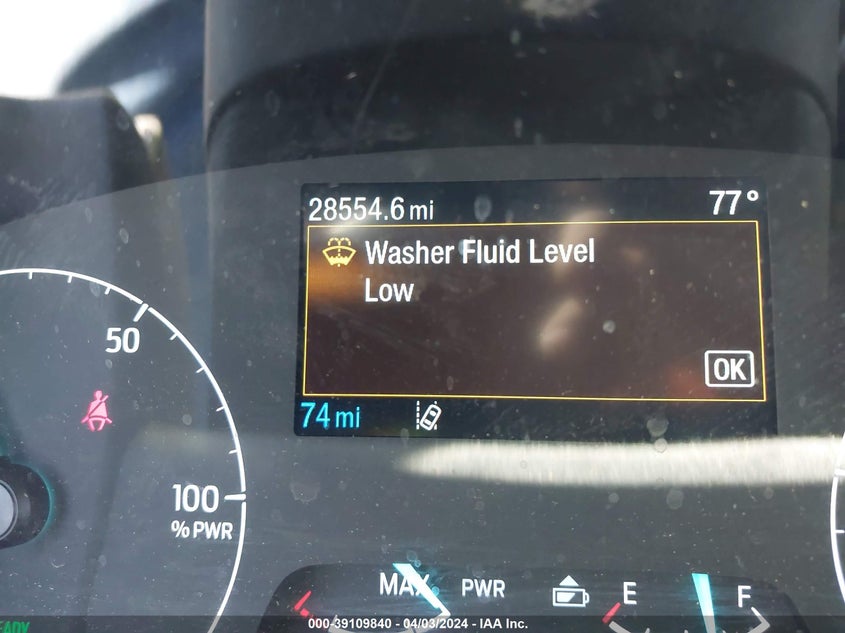 28554.6 mi 77°
Washer Fluid Level
Low
OK
50
74 mi
100
% PWR
MAX PWR E F
READY
000-39109840 - 04/03/2024 - IAA Inc.